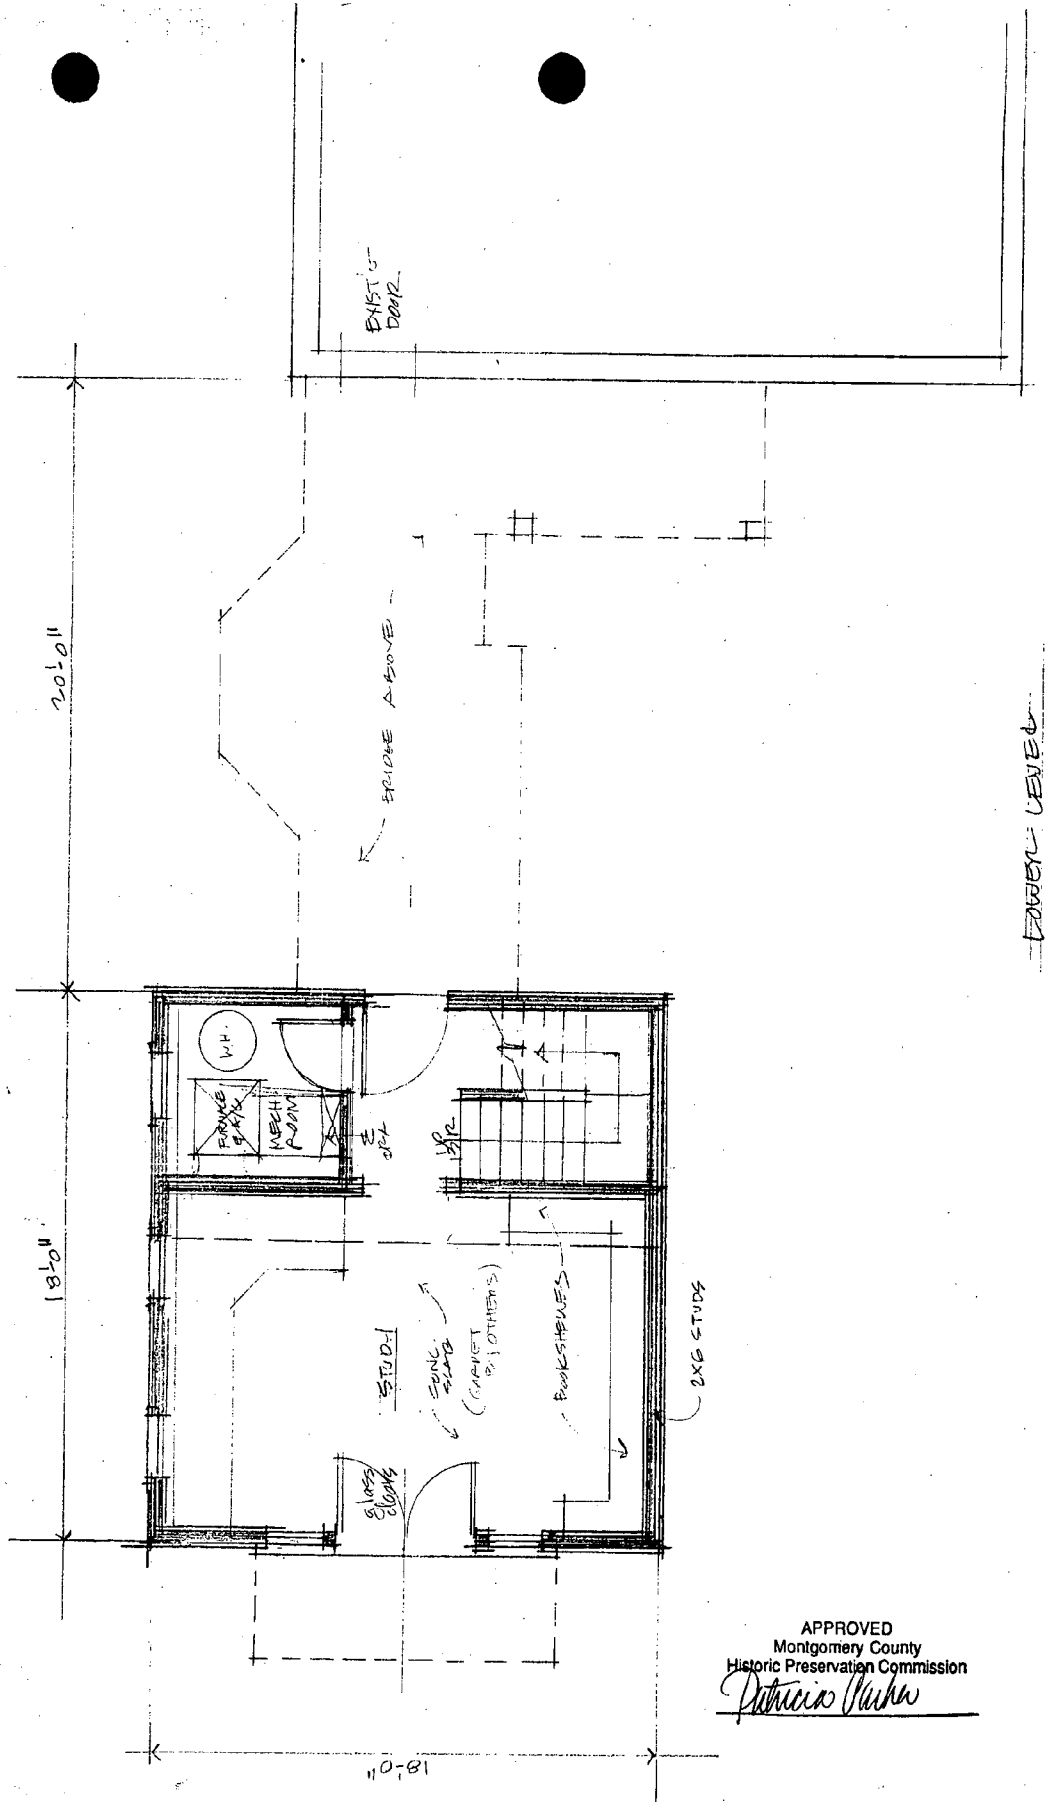 EXIST'G
DOOR
20'-0"
BRIDGE ABOVE
LOWER LEVEL
W.H.
FURNACE
MECH
ROOM
UP
13R
18'-0"
STUDY
CONC.
SLAB
(CARPET
BY OTHERS)
BOOKSHELVES
2X6 STUDS
glass
doors
APPROVED
Montgomery County
Historic Preservation Commission
Patricia Parker
18'-0"